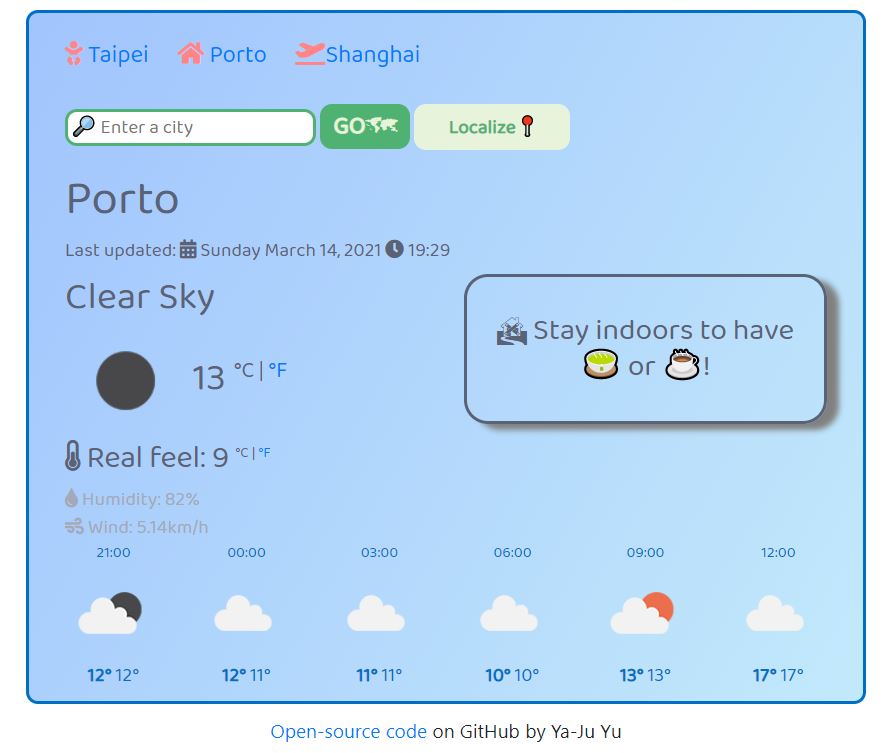 Taipei Porto Shanghai
Enter a city GO Localize
Porto
Last updated: Sunday March 14, 2021 19:29
Clear Sky
Stay indoors to have
or !
13 °C | °F
Real feel: 9 °C | °F
Humidity: 82%
Wind: 5.14km/h
21:00 00:00 03:00 06:00 09:00 12:00
12° 12° 12° 11° 11° 11° 10° 10° 13° 13° 17° 17°
Open-source code on GitHub by Ya-Ju Yu